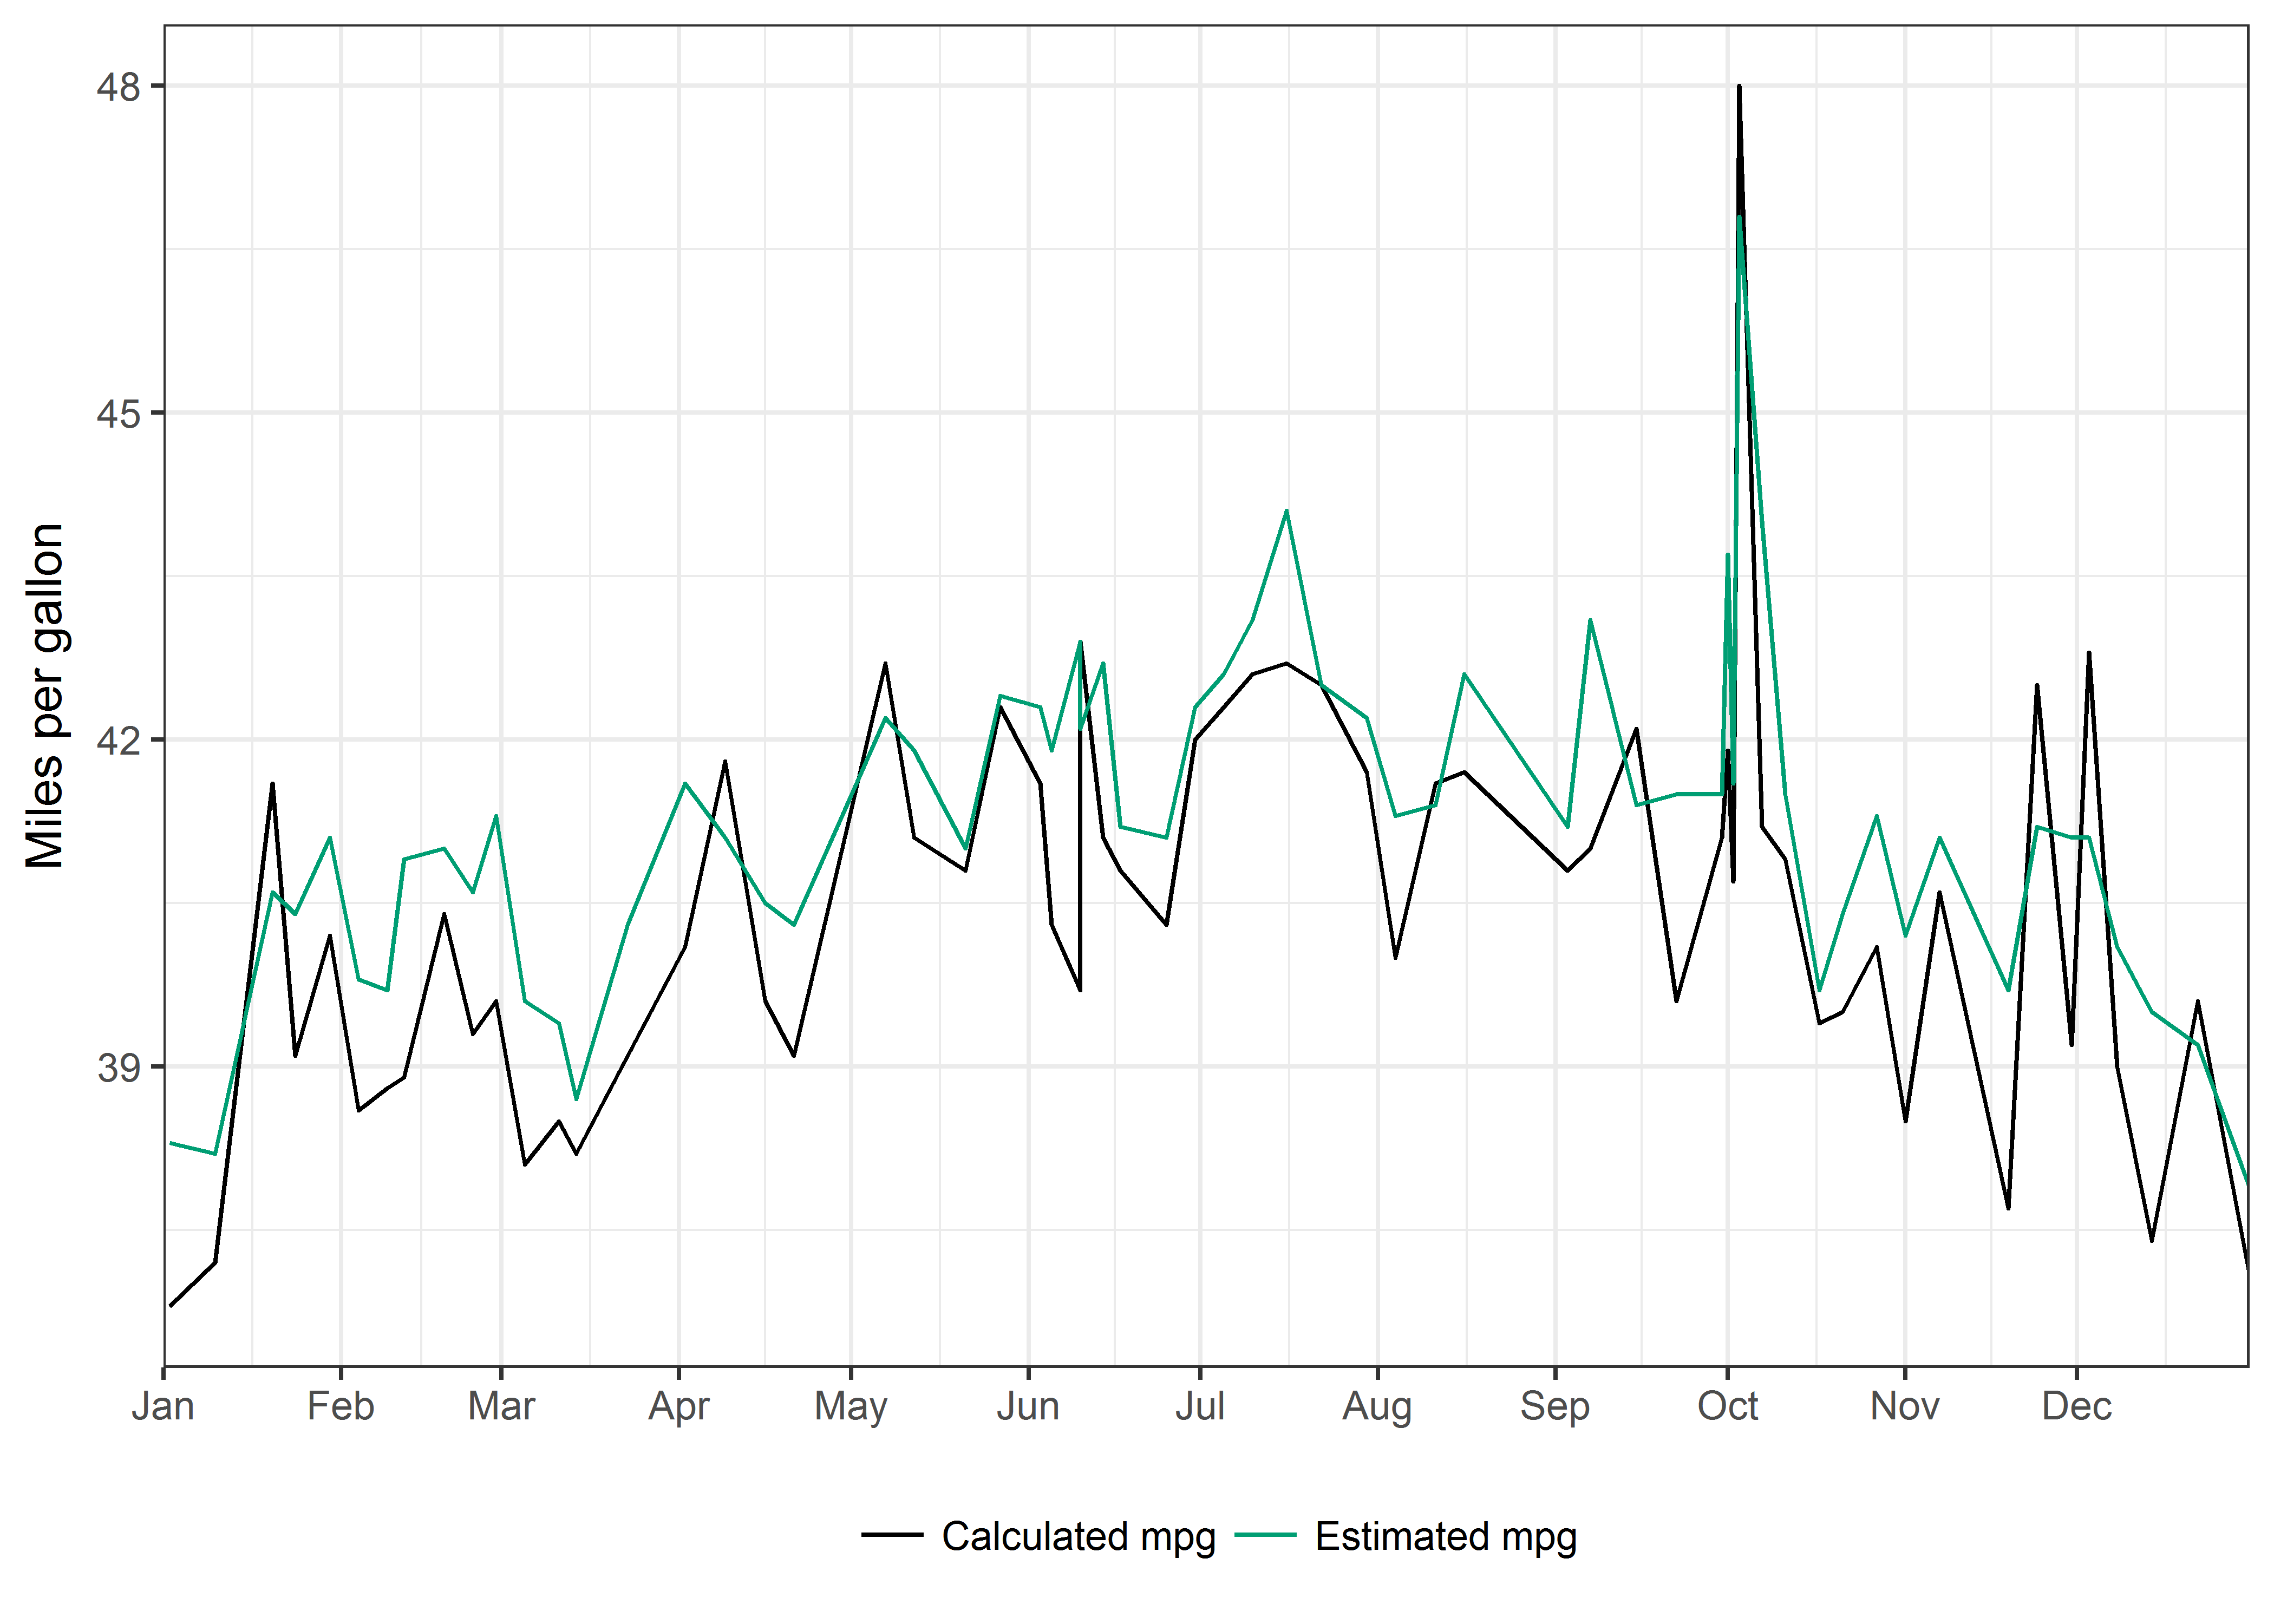 Miles per gallon
48
45
42
39
Jan Feb Mar Apr May Jun Jul Aug Sep Oct Nov Dec
Calculated mpg Estimated mpg